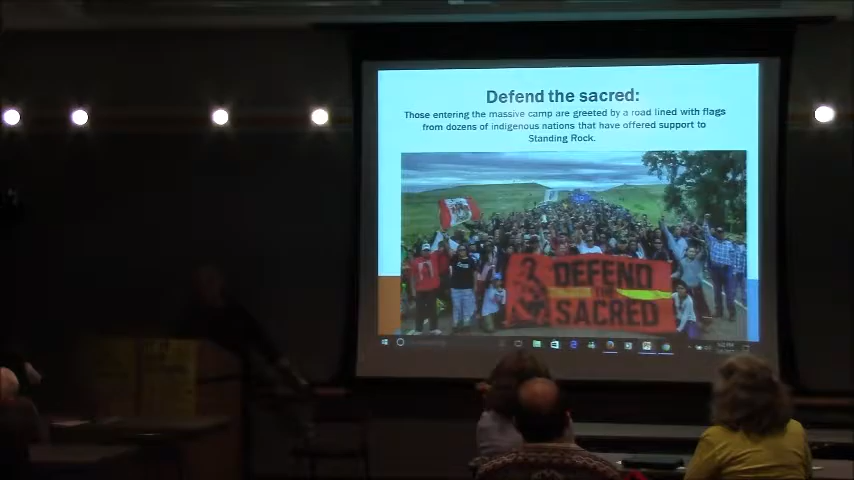 Defend the sacred:
Those entering the massive camp are greeted by a road lined with flags
from dozens of indigenous nations that have offered support to
Standing Rock.
DEFEND
THE
SACRED